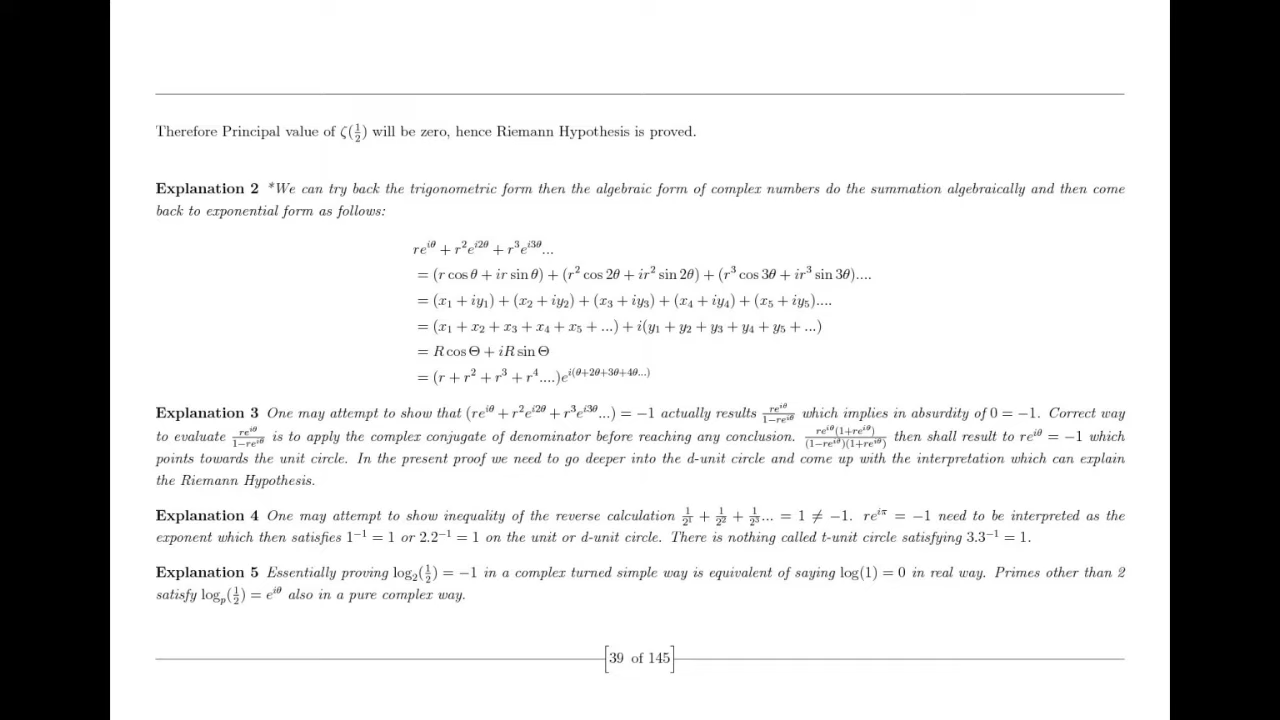 Therefore Principal value of ζ(1/2) will be zero, hence Riemann Hypothesis is proved.
Explanation 2 *We can try back the trigonometric form then the algebraic form of complex numbers do the summation algebraically and then come
back to exponential form as follows:
re^{iθ} + r^2e^{i2θ} + r^3e^{i3θ}...
= (r cos θ + ir sin θ) + (r^2 cos 2θ + ir^2 sin 2θ) + (r^3 cos 3θ + ir^3 sin 3θ)....
= (x_1 + iy_1) + (x_2 + iy_2) + (x_3 + iy_3) + (x_4 + iy_4) + (x_5 + iy_5)....
= (x_1 + x_2 + x_3 + x_4 + x_5 + ...) + i(y_1 + y_2 + y_3 + y_4 + y_5 + ...)
= R cos Θ + iR sin Θ
= (r + r^2 + r^3 + r^4....)e^{i(θ+2θ+3θ+4θ...)}
Explanation 3 One may attempt to show that (re^{iθ} + r^2e^{i2θ} + r^3e^{i3θ}...) = −1 actually results re^{iθ}/(1−re^{iθ}) which implies in absurdity of 0 = −1. Correct way
to evaluate re^{iθ}/(1−re^{iθ}) is to apply the complex conjugate of denominator before reaching any conclusion. re^{iθ}(1+re^{iθ})/((1−re^{iθ})(1+re^{iθ})) then shall result to re^{iθ} = −1 which
points towards the unit circle. In the present proof we need to go deeper into the d-unit circle and come up with the interpretation which can explain
the Riemann Hypothesis.
Explanation 4 One may attempt to show inequality of the reverse calculation 1/2^1 + 1/2^2 + 1/2^3... = 1 ≠ −1. re^{iπ} = −1 need to be interpreted as the
exponent which then satisfies 1^{−1} = 1 or 2.2^{−1} = 1 on the unit or d-unit circle. There is nothing called t-unit circle satisfying 3.3^{−1} = 1.
Explanation 5 Essentially proving log_2(1/2) = −1 in a complex turned simple way is equivalent of saying log(1) = 0 in real way. Primes other than 2
satisfy log_p(1/2) = e^{iθ} also in a pure complex way.
39 of 145